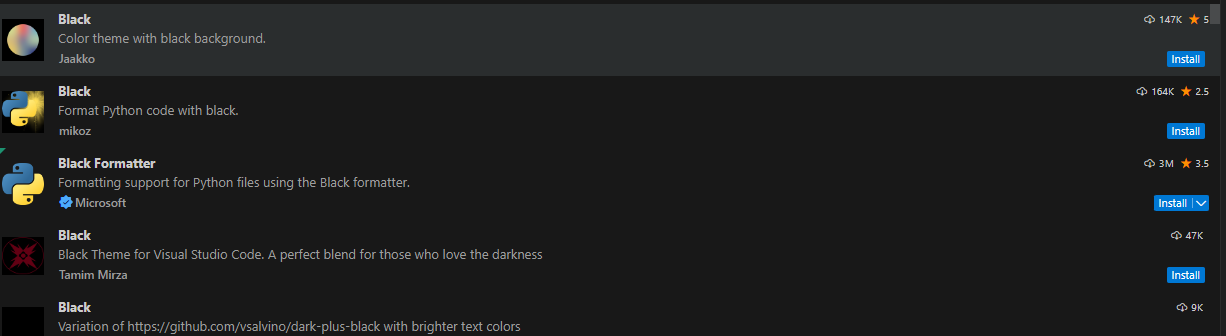 Black 147K 5
Color theme with black background.
Jaakko Install
Black 164K 2.5
Format Python code with black.
mikoz Install
Black Formatter 3M 3.5
Formatting support for Python files using the Black formatter.
Microsoft Install
Black 47K
Black Theme for Visual Studio Code. A perfect blend for those who love the darkness
Tamim Mirza Install
Black 9K
Variation of https://github.com/vsalvino/dark-plus-black with brighter text colors